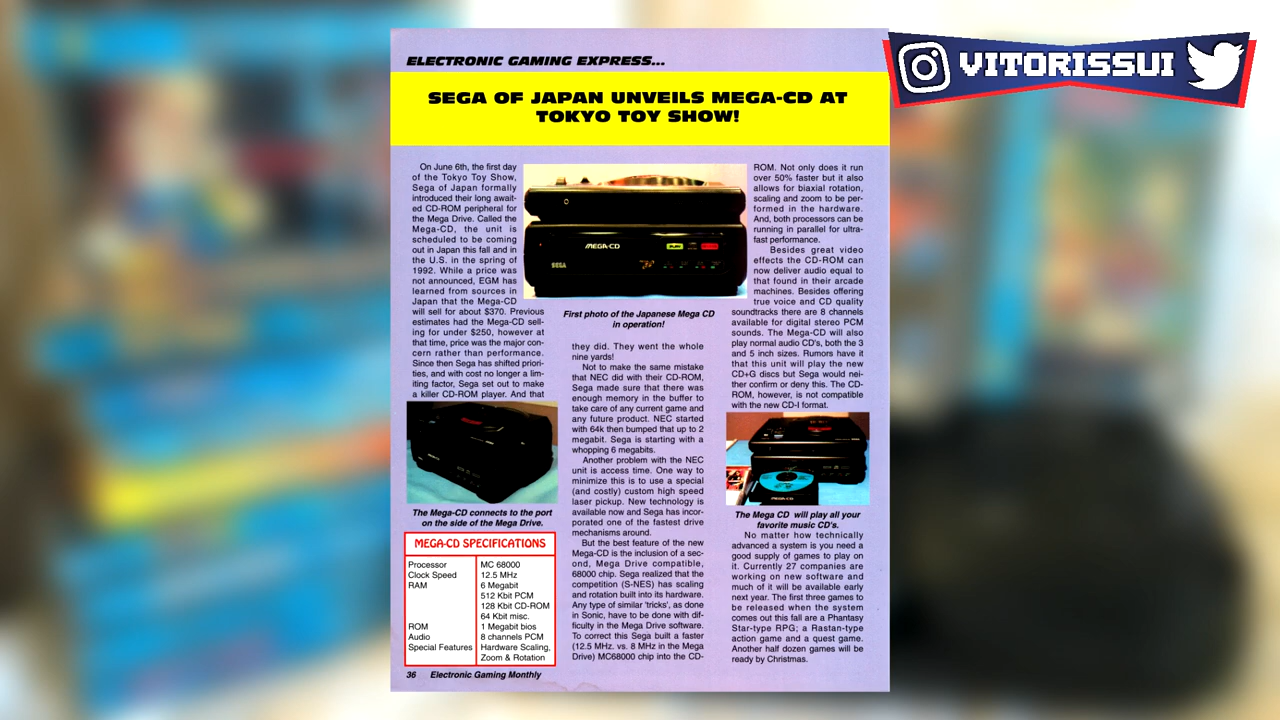 ELECTRONIC GAMING EXPRESS...
VITORISSUI
SEGA OF JAPAN UNVEILS MEGA-CD AT
TOKYO TOY SHOW!
On June 6th, the first day
of the Tokyo Toy Show,
Sega of Japan formally
introduced their long await-
ed CD-ROM peripheral for
the Mega Drive. Called the
Mega-CD, the unit is
scheduled to be coming
out in Japan this fall and in
the U.S. in the spring of
1992. While a price was
not announced, EGM has
learned from sources in
Japan that the Mega-CD
will sell for about $370. Previous
estimates had the Mega-CD sell-
ing for under $250, however at
that time, price was the major con-
cern rather than performance.
Since then Sega has shifted priori-
ties, and with cost no longer a lim-
iting factor, Sega set out to make
a killer CD-ROM player. And that
The Mega-CD connects to the port
on the side of the Mega Drive.
MEGA-CD SPECIFICATIONS
Processor MC 68000
Clock Speed 12.5 MHz
RAM 6 Megabit
512 Kbit PCM
128 Kbit CD-ROM
64 Kbit misc.
ROM 1 Megabit bios
Audio 8 channels PCM
Special Features Hardware Scaling,
Zoom & Rotation
MEGA-CD
SEGA
First photo of the Japanese Mega CD
in operation!
they did. They went the whole
nine yards!
Not to make the same mistake
that NEC did with their CD-ROM,
Sega made sure that there was
enough memory in the buffer to
take care of any current game and
any future product. NEC started
with 64k then bumped that up to 2
megabit. Sega is starting with a
whopping 6 megabits.
Another problem with the NEC
unit is access time. One way to
minimize this is to use a special
(and costly) custom high speed
laser pickup. New technology is
available now and Sega has incor-
porated one of the fastest drive
mechanisms around.
But the best feature of the new
Mega-CD is the inclusion of a sec-
ond, Mega Drive compatible,
68000 chip. Sega realized that the
competition (S-NES) has scaling
and rotation built into its hardware.
Any type of similar 'tricks', as done
in Sonic, have to be done with dif-
ficulty in the Mega Drive software.
To correct this Sega built a faster
(12.5 MHz. vs. 8 MHz in the Mega
Drive) MC68000 chip into the CD-
ROM. Not only does it run
over 50% faster but it also
allows for biaxial rotation,
scaling and zoom to be per-
formed in the hardware.
And, both processors can be
running in parallel for ultra-
fast performance.
Besides great video
effects the CD-ROM can
now deliver audio equal to
that found in their arcade
machines. Besides offering
true voice and CD quality
soundtracks there are 8 channels
available for digital stereo PCM
sounds. The Mega-CD will also
play normal audio CD's, both the 3
and 5 inch sizes. Rumors have it
that this unit will play the new
CD+G discs but Sega would nei-
ther confirm or deny this. The CD-
ROM, however, is not compatible
with the new CD-I format.
MEGA-CD
The Mega CD will play all your
favorite music CD's.
No matter how technically
advanced a system is you need a
good supply of games to play on
it. Currently 27 companies are
working on new software and
much of it will be available early
next year. The first three games to
be released when the system
comes out this fall are a Phantasy
Star-type RPG; a Rastan-type
action game and a quest game.
Another half dozen games will be
ready by Christmas.
36 Electronic Gaming Monthly